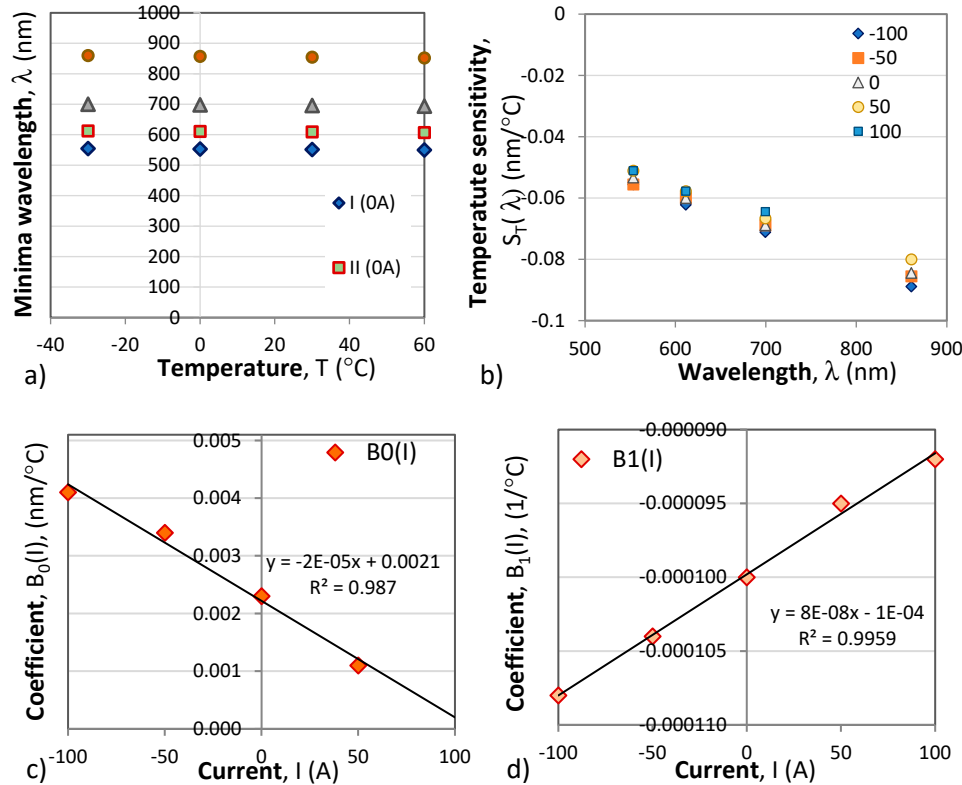 Minima wavelength, λ (nm)
1000
900
800
700
600
500
400
300
200
100
0
-40
-20
0
20
40
60
I (0A)
II (0A)
Temperature, T (°C)
a)
Temperatute sensitivity,
S_T(λ) (nm/°C)
0
-0.02
-0.04
-0.06
-0.08
-0.1
500
600
700
800
900
-100
-50
0
50
100
Wavelength, λ (nm)
b)
Coefficient, B₀(I), (nm/°C)
0.005
0.004
0.003
0.002
0.001
0.000
-100
-50
0
50
100
B0(I)
y = -2E-05x + 0.0021
R² = 0.987
Current, I (A)
c)
Coefficient, B₁(I), (1/°C)
-0.000090
-0.000095
-0.000100
-0.000105
-0.000110
-100
-50
0
50
100
B1(I)
y = 8E-08x - 1E-04
R² = 0.9959
Current, I (A)
d)